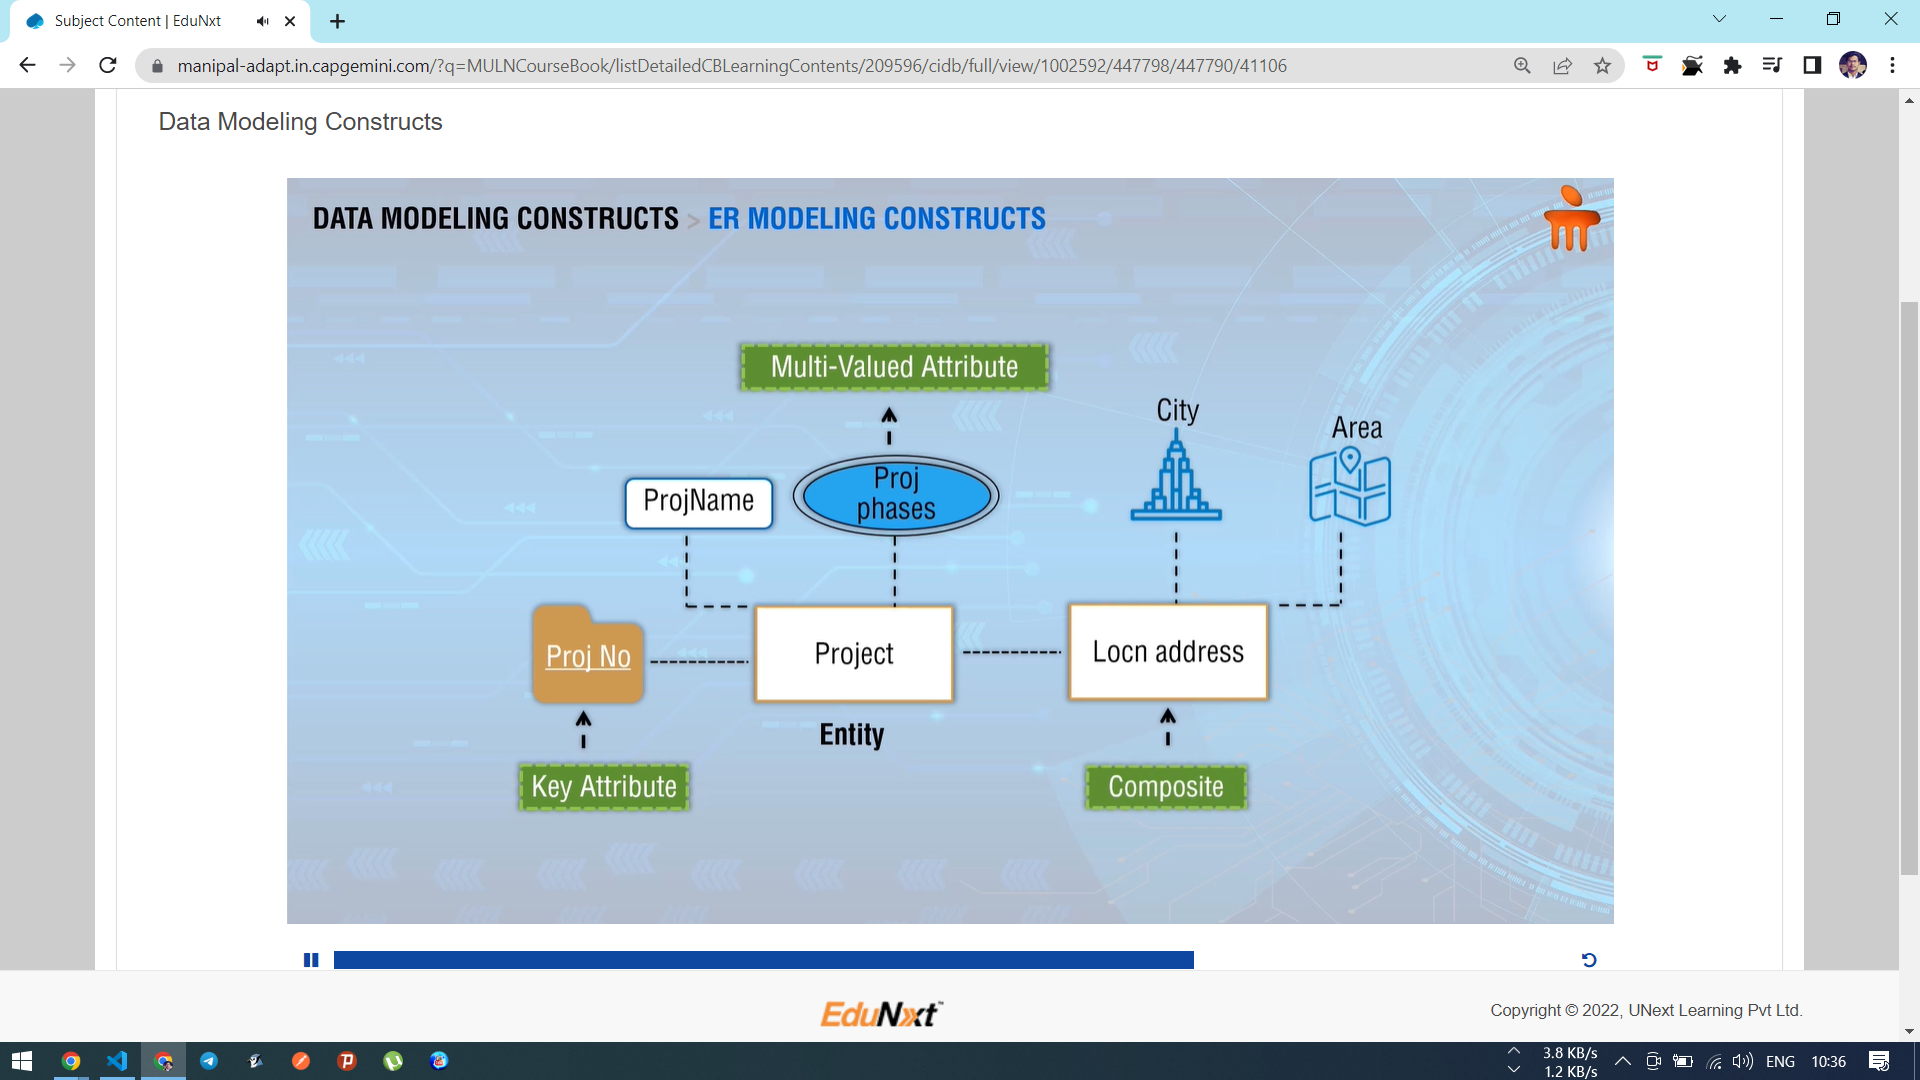 Subject Content | EduNxt
manipal-adapt.in.capgemini.com/?q=MULNCourseBook/listDetailedCBLearningContents/209596/cidb/full/view/1002592/447798/447790/41106
Data Modeling Constructs
DATA MODELING CONSTRUCTS > ER MODELING CONSTRUCTS
Multi-Valued Attribute
City
Area
ProjName
Proj
phases
Proj No
Project
Locn address
Entity
Key Attribute
Composite
EduNxt™
Copyright © 2022, UNext Learning Pvt Ltd.
3.8 KB/s
1.2 KB/s
ENG
10:36